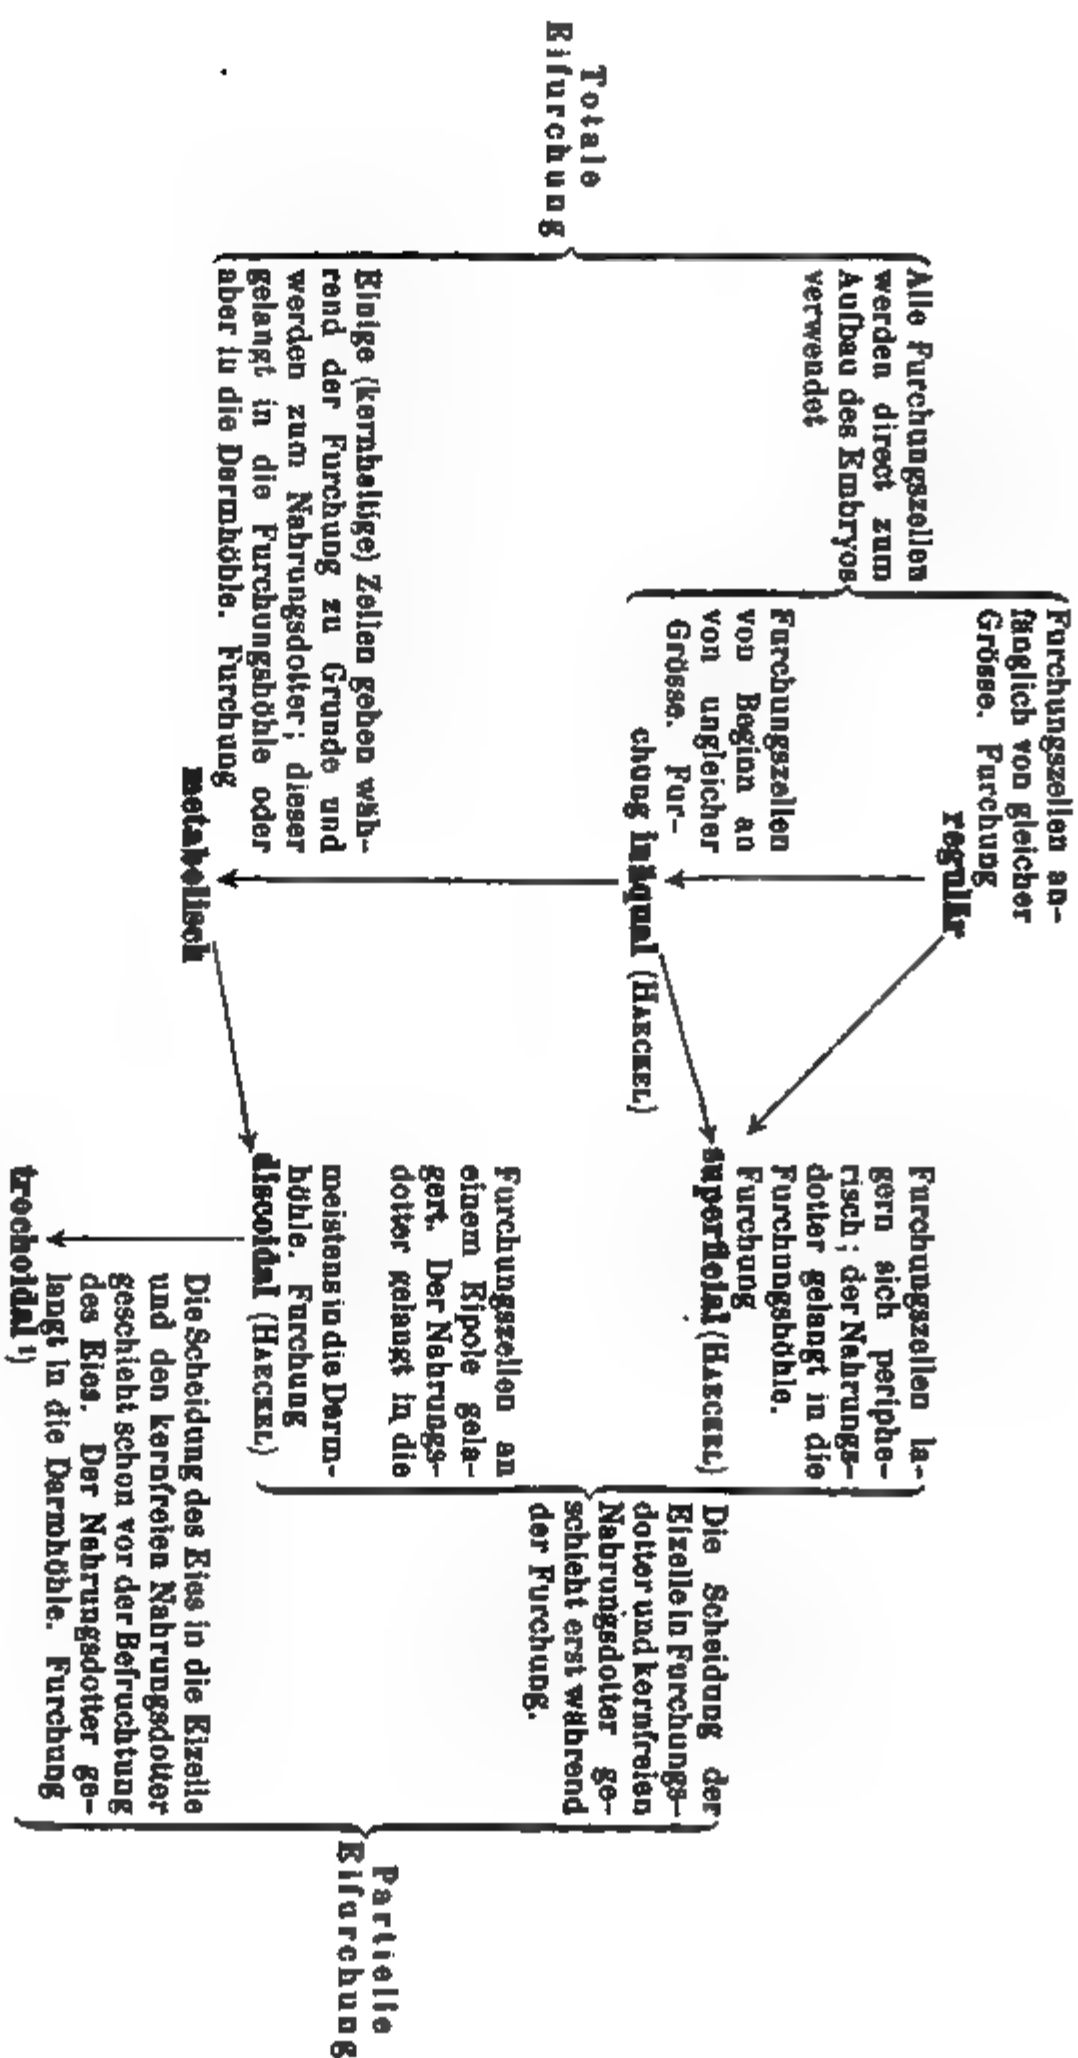 Totale
Eifurchung
Alle Furchungszellen
werden direct zum
Aufbau des Embryos
verwendet
Furchungszellen an-
fänglich von gleicher
Grösse. Furchung
regulär
Furchungszellen
von Beginn an
von ungleicher
Grösse. Fur-
chung inäqual (HAECKEL)
Einige (kernhaltige) Zellen gehen wäh-
rend der Furchung zu Grunde und
werden zum Nahrungsdotter; dieser
gelangt in die Furchungshöhle oder
aber in die Darmhöhle. Furchung
metabolisch
Furchungszellen la-
gern sich periphe-
risch; der Nahrungs-
dotter gelangt in die
Furchungshöhle.
Furchung
superficial (HAECKEL)
Furchungszellen an
einem Eipole gela-
gert. Der Nahrungs-
dotter gelangt in die
meistens in die Darm-
höhle. Furchung
discoidal (HAECKEL)
Die Scheidung der
Eizelle in Furchungs-
dotter und kernfreien
Nahrungsdotter ge-
schieht erst während
der Furchung.
Die Scheidung des Eies in die Eizelle
und den kernfreien Nahrungsdotter
geschieht schon vor der Befruchtung
des Eies. Der Nahrungsdotter ge-
langt in die Darmhöhle. Furchung
trochoidal ¹)
Partielle
Eifurchung